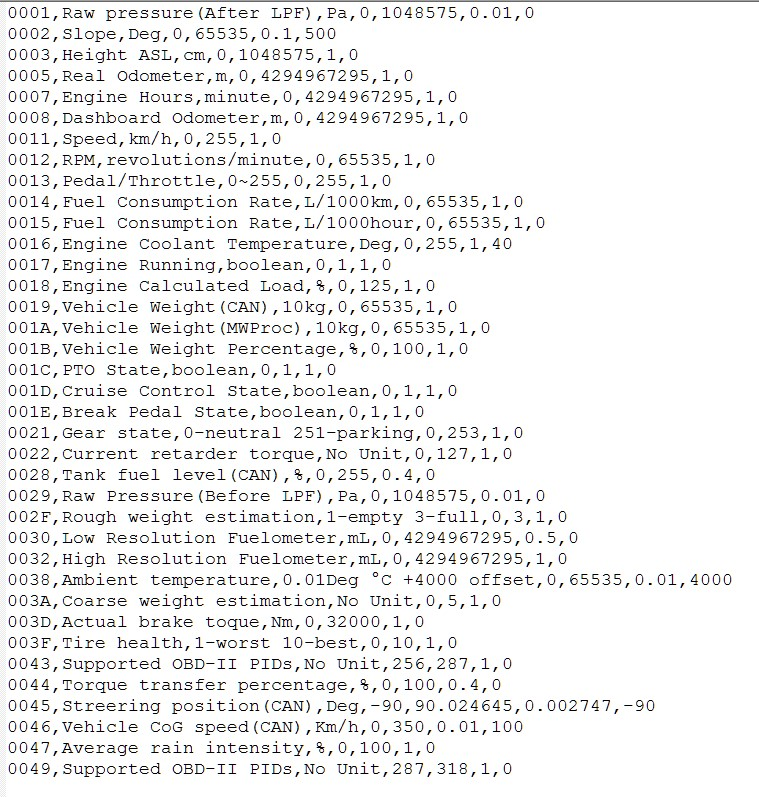 0001,Raw pressure(After LPF),Pa,0,1048575,0.01,0
0002,Slope,Deg,0,65535,0.1,500
0003,Height ASL,cm,0,1048575,1,0
0005,Real Odometer,m,0,4294967295,1,0
0007,Engine Hours,minute,0,4294967295,1,0
0008,Dashboard Odometer,m,0,4294967295,1,0
0011,Speed,km/h,0,255,1,0
0012,RPM,revolutions/minute,0,65535,1,0
0013,Pedal/Throttle,0~255,0,255,1,0
0014,Fuel Consumption Rate,L/1000km,0,65535,1,0
0015,Fuel Consumption Rate,L/1000hour,0,65535,1,0
0016,Engine Coolant Temperature,Deg,0,255,1,40
0017,Engine Running,boolean,0,1,1,0
0018,Engine Calculated Load,%,0,125,1,0
0019,Vehicle Weight(CAN),10kg,0,65535,1,0
001A,Vehicle Weight(MWProc),10kg,0,65535,1,0
001B,Vehicle Weight Percentage,%,0,100,1,0
001C,PTO State,boolean,0,1,1,0
001D,Cruise Control State,boolean,0,1,1,0
001E,Break Pedal State,boolean,0,1,1,0
0021,Gear state,0-neutral 251-parking,0,253,1,0
0022,Current retarder torque,No Unit,0,127,1,0
0028,Tank fuel level(CAN),%,0,255,0.4,0
0029,Raw Pressure(Before LPF),Pa,0,1048575,0.01,0
002F,Rough weight estimation,1-empty 3-full,0,3,1,0
0030,Low Resolution Fuelometer,mL,0,4294967295,0.5,0
0032,High Resolution Fuelometer,mL,0,4294967295,1,0
0038,Ambient temperature,0.01Deg °C +4000 offset,0,65535,0.01,4000
003A,Coarse weight estimation,No Unit,0,5,1,0
003D,Actual brake toque,Nm,0,32000,1,0
003F,Tire health,1-worst 10-best,0,10,1,0
0043,Supported OBD-II PIDs,No Unit,256,287,1,0
0044,Torque transfer percentage,%,0,100,0.4,0
0045,Streering position(CAN),Deg,-90,90.024645,0.002747,-90
0046,Vehicle CoG speed(CAN),Km/h,0,350,0.01,100
0047,Average rain intensity,%,0,100,1,0
0049,Supported OBD-II PIDs,No Unit,287,318,1,0